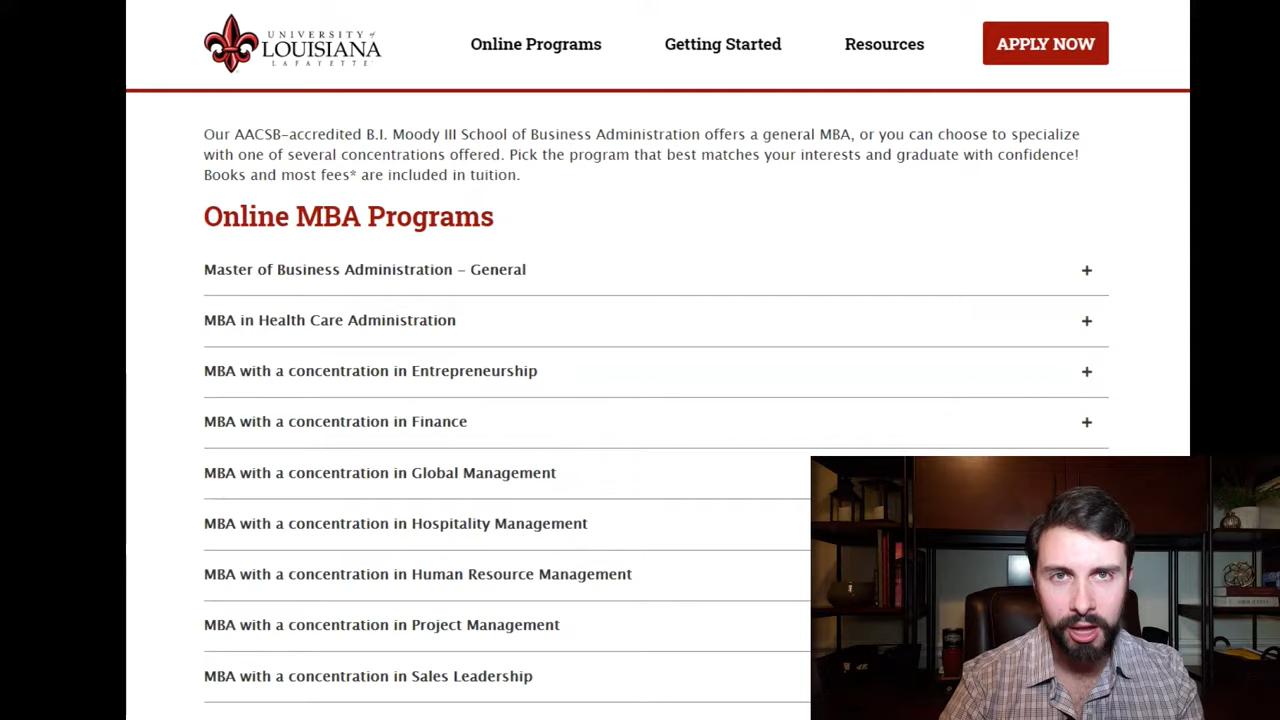 UNIVERSITY of
LOUISIANA
LAFAYETTE
Online Programs
Getting Started
Resources
APPLY NOW
Our AACSB-accredited B.I. Moody III School of Business Administration offers a general MBA, or you can choose to specialize
with one of several concentrations offered. Pick the program that best matches your interests and graduate with confidence!
Books and most fees* are included in tuition.
Online MBA Programs
Master of Business Administration – General
+
MBA in Health Care Administration
+
MBA with a concentration in Entrepreneurship
+
MBA with a concentration in Finance
+
MBA with a concentration in Global Management
MBA with a concentration in Hospitality Management
MBA with a concentration in Human Resource Management
MBA with a concentration in Project Management
MBA with a concentration in Sales Leadership